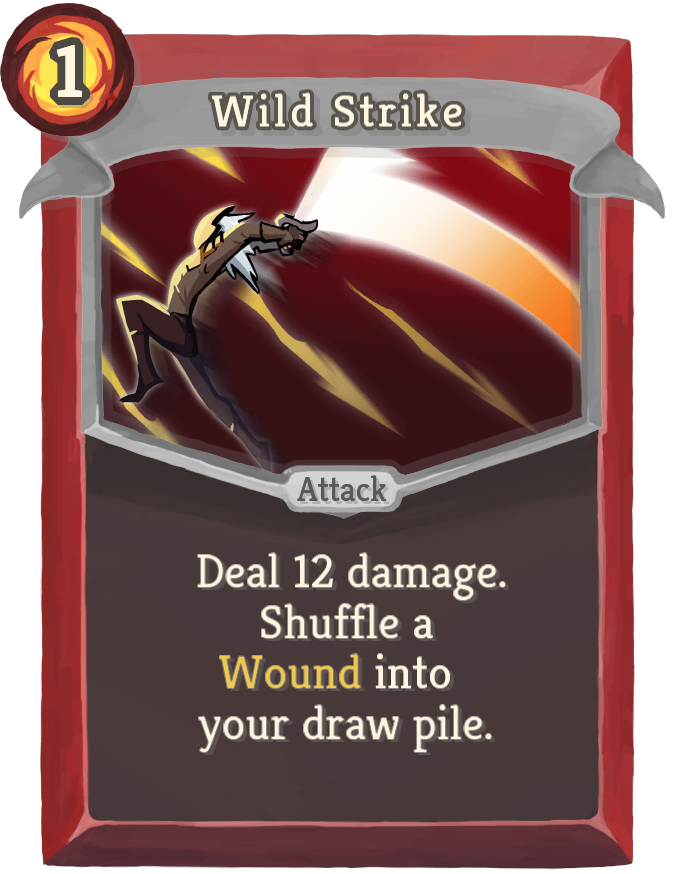 1
Wild Strike
Attack
Deal 12 damage.
Shuffle a
Wound into
your draw pile.